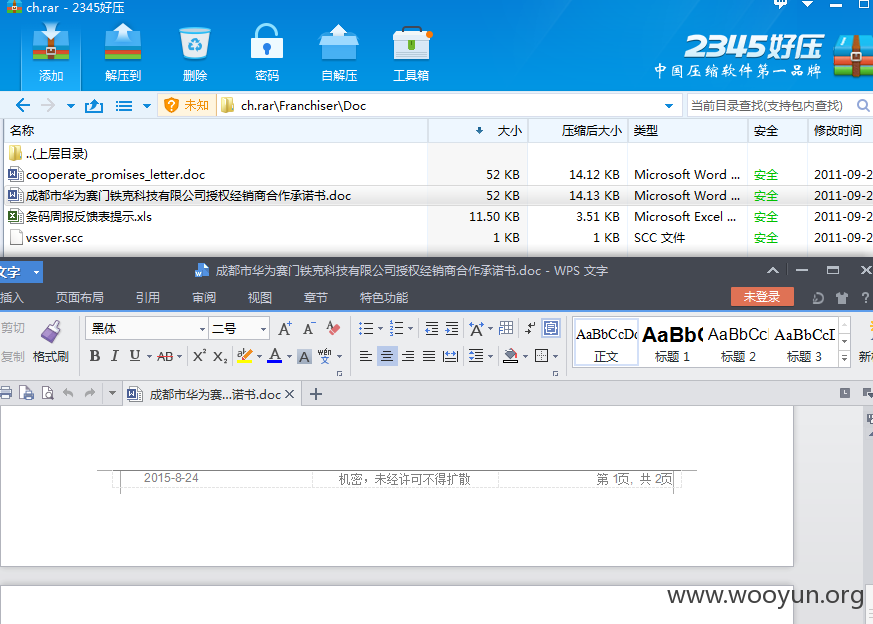 ch.rar - 2345好压
添加 解压到 删除 密码 自解压 工具箱
2345好压
中国压缩软件第一品牌
未知 ch.rar\Franchiser\Doc 当前目录查找(支持包内查找)
名称 大小 压缩后大小 类型 安全 修改时间
..(上层目录)
cooperate_promises_letter.doc 52 KB 14.12 KB Microsoft Word ... 安全 2011-09-2
成都市华为赛门铁克科技有限公司授权经销商合作承诺书.doc 52 KB 14.13 KB Microsoft Word ... 安全 2011-09-2
条码周报反馈表提示.xls 11.50 KB 3.51 KB Microsoft Excel ... 安全 2011-09-2
vssver.scc 1 KB 1 KB SCC 文件 安全 2011-09-2
文字 成都市华为赛门铁克科技有限公司授权经销商合作承诺书.doc - WPS 文字
插入 页面布局 引用 审阅 视图 章节 特色功能 未登录
剪切 黑体 二号 AaBbCcDc AaBb( AaBbCc AaBbCcI
复制 格式刷 B I U AB X² X₂ A A wén 文 正文 标题 1 标题 2 标题 3 新
成都市华为赛...诺书.doc
2015-8-24 机密，未经许可不得扩散 第 1页, 共 2页
www.wooyun.org